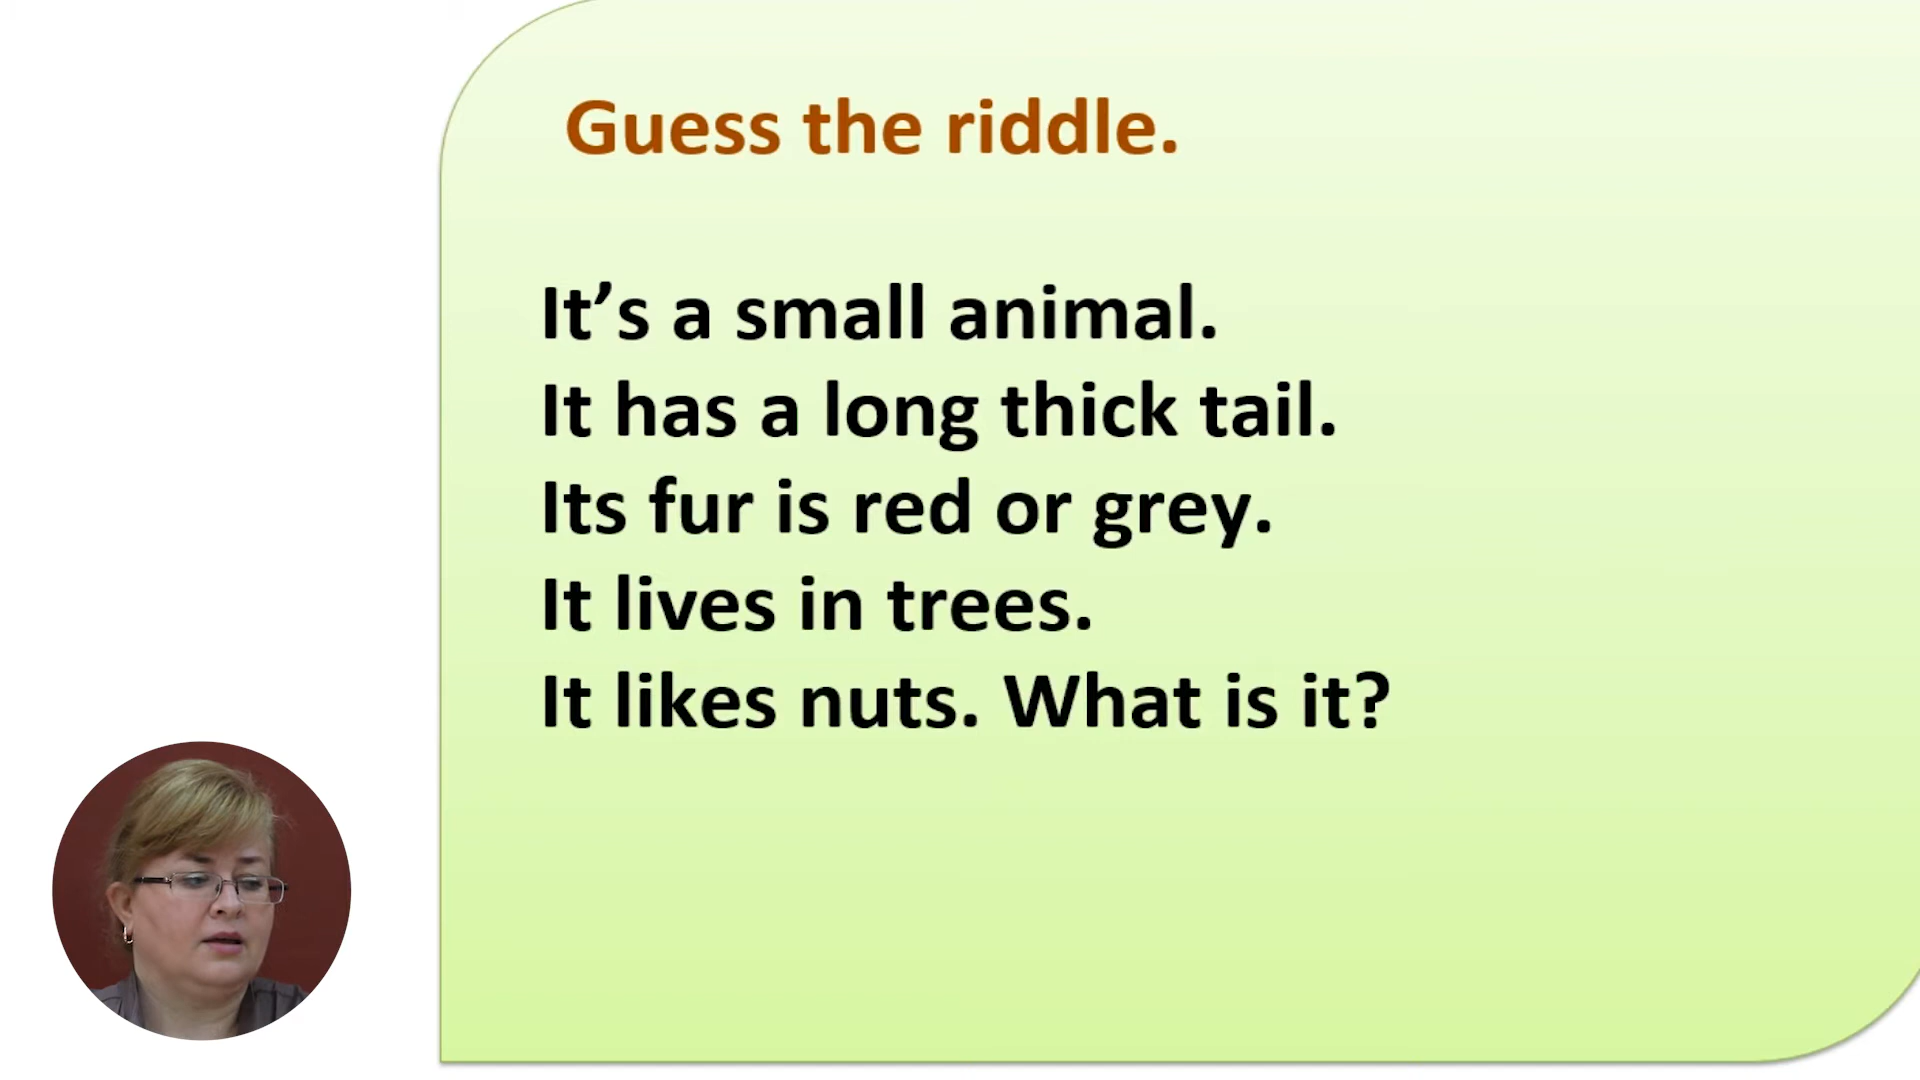 Guess the riddle.
It’s a small animal.
It has a long thick tail.
Its fur is red or grey.
It lives in trees.
It likes nuts. What is it?